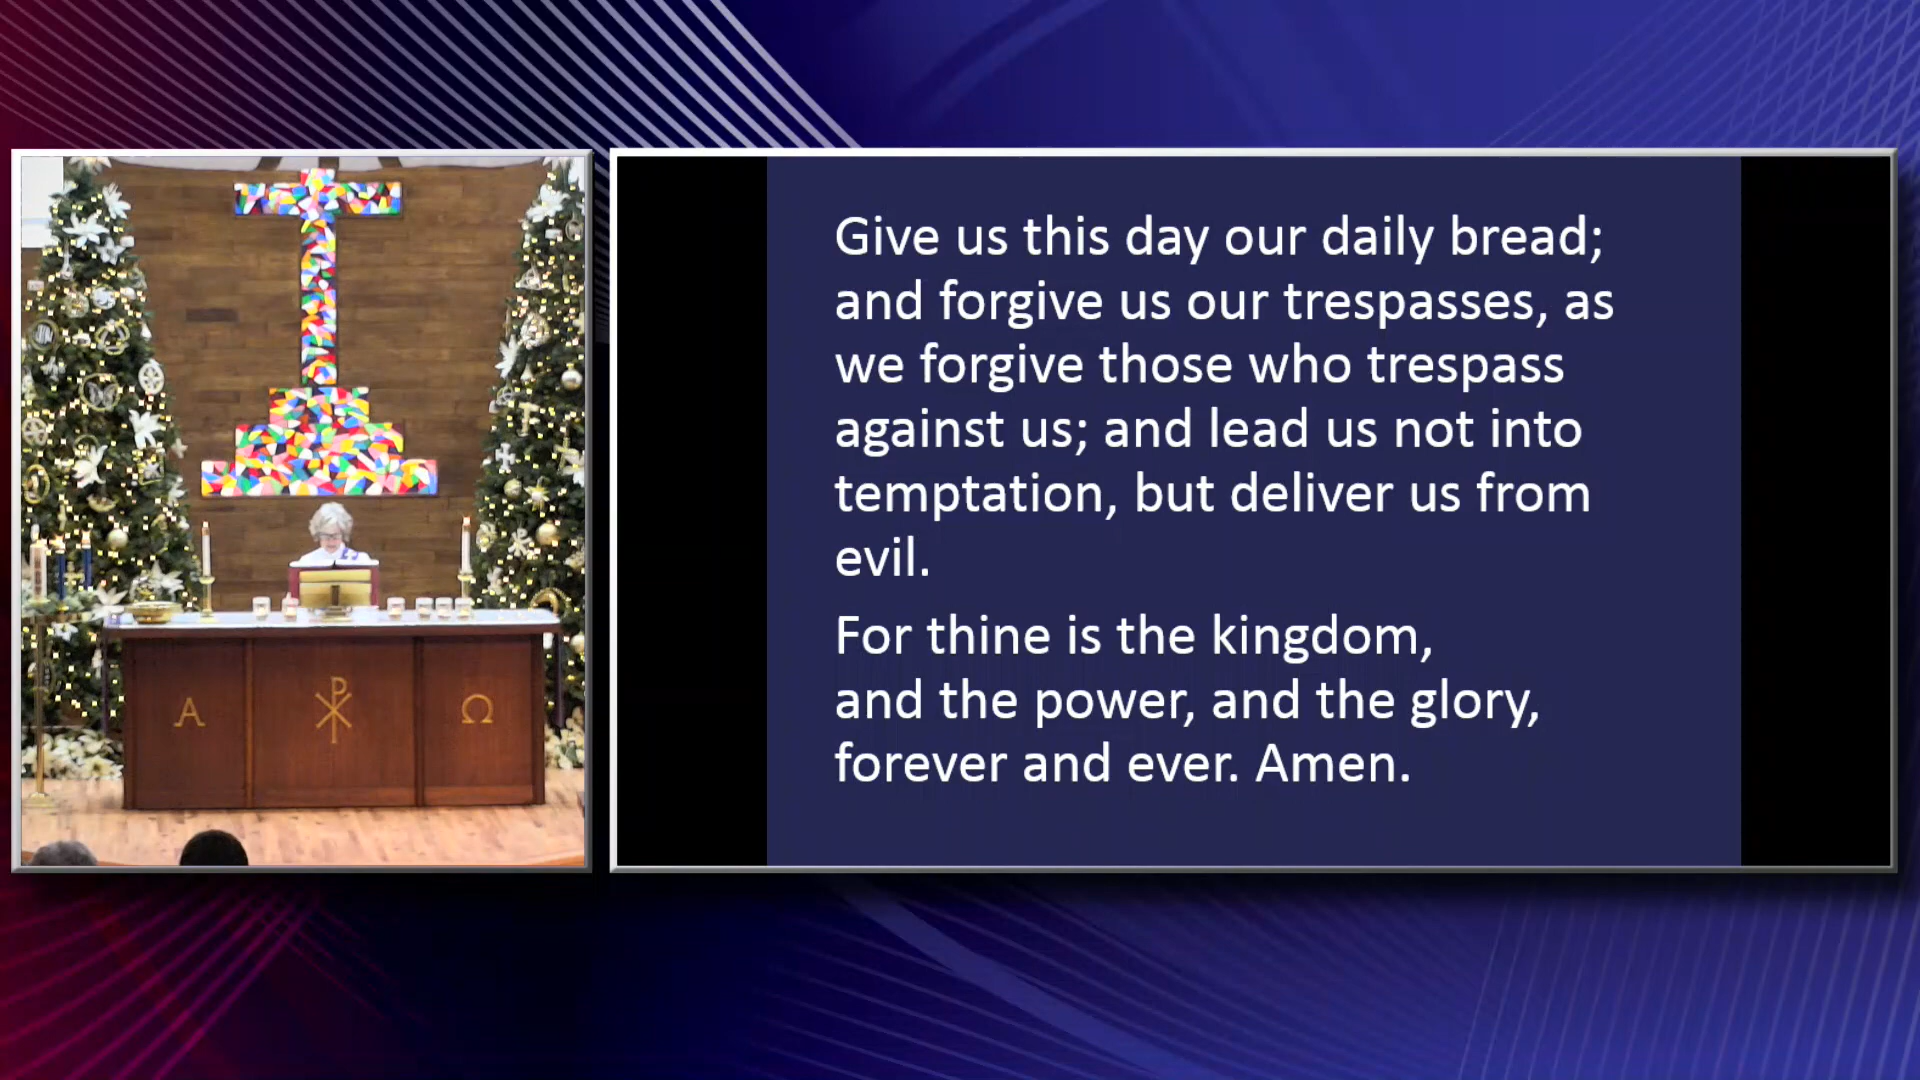 Α
☧
Ω
Give us this day our daily bread;
and forgive us our trespasses, as
we forgive those who trespass
against us; and lead us not into
temptation, but deliver us from
evil.
For thine is the kingdom,
and the power, and the glory,
forever and ever. Amen.